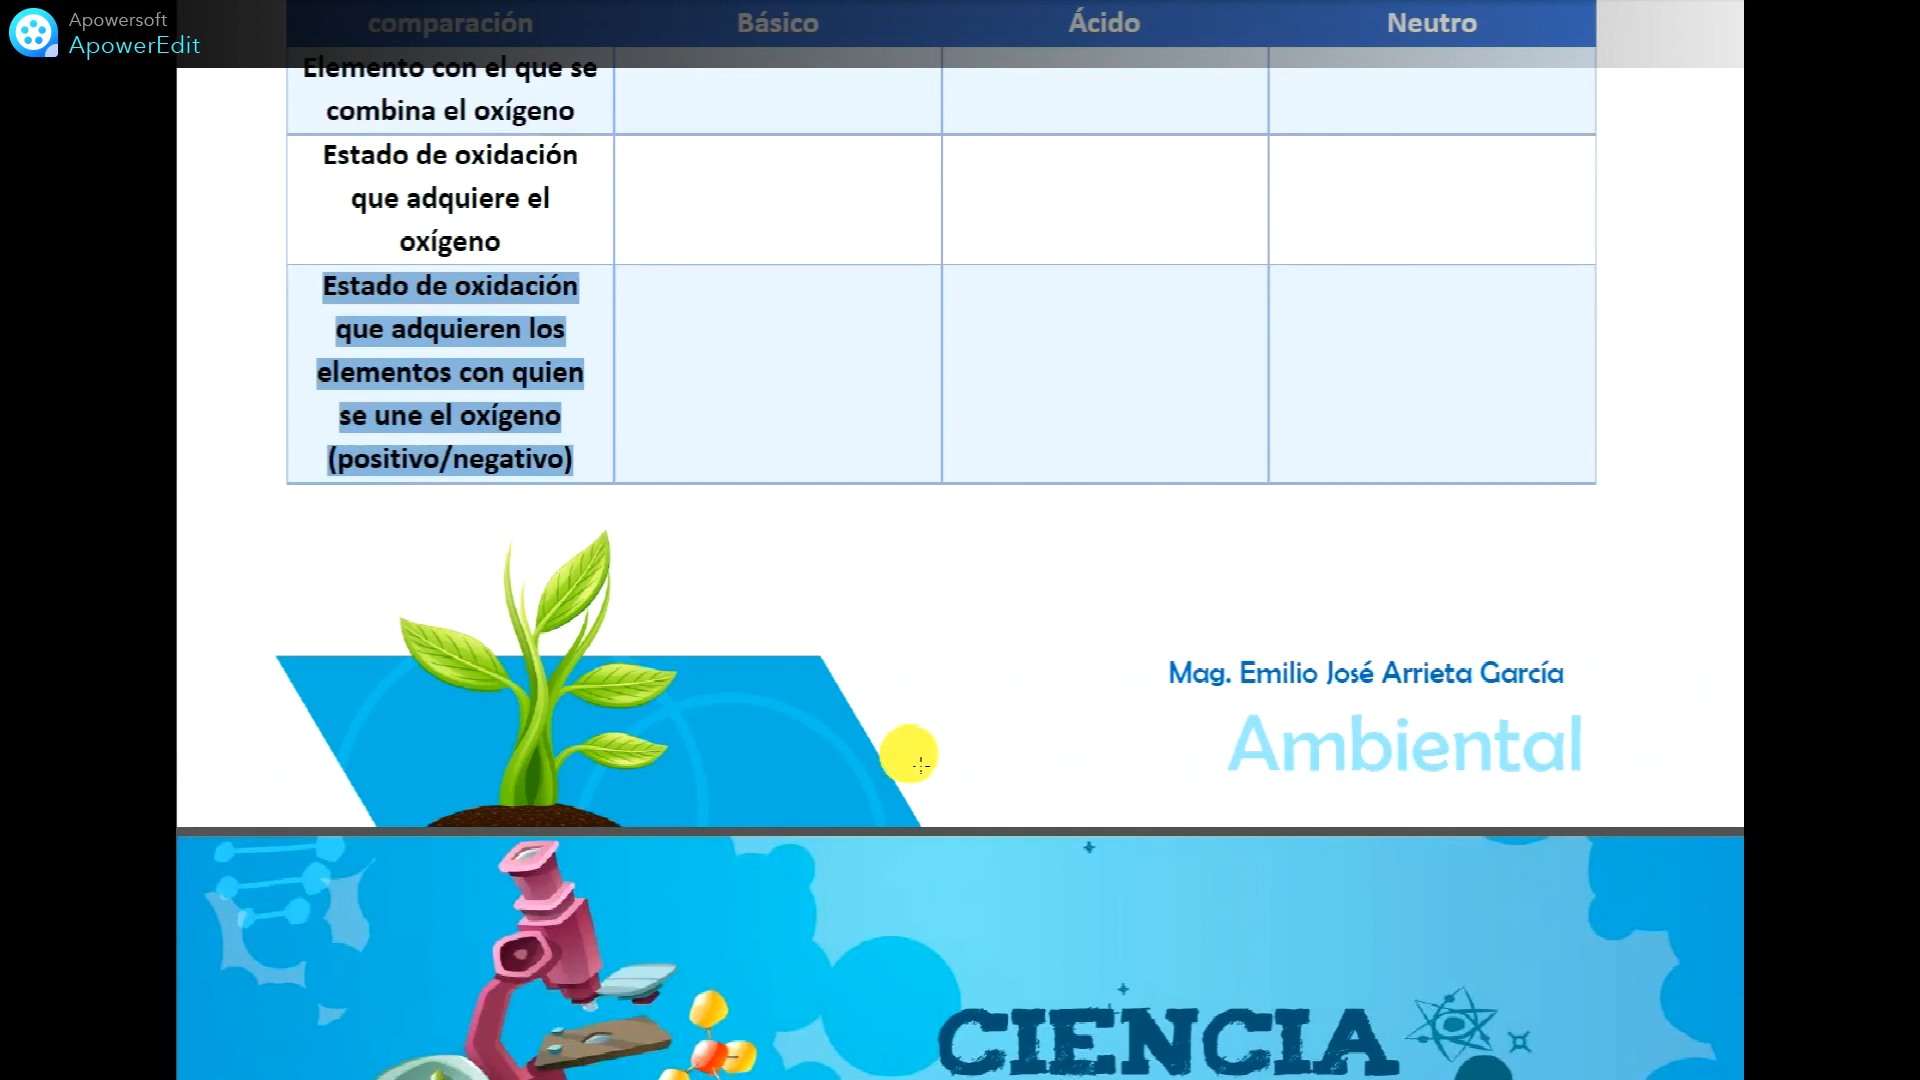 Apowersoft
ApowerEdit
comparación
Básico
Ácido
Neutro
Elemento con el que se
combina el oxígeno
Estado de oxidación
que adquiere el
oxígeno
Estado de oxidación
que adquieren los
elementos con quien
se une el oxígeno
(positivo/negativo)
Mag. Emilio José Arrieta García
Ambiental
CIENCIA